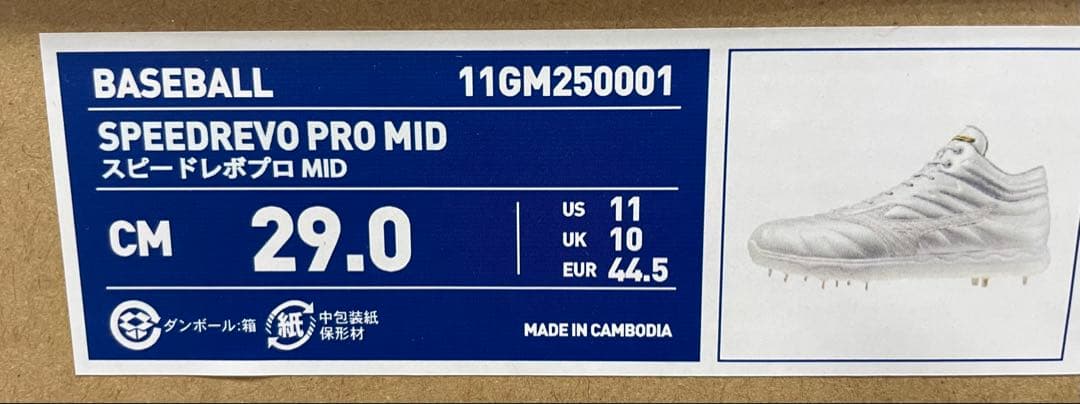 BASEBALL 11GM250001
SPEEDREVO PRO MID
スピードレボプロ MID
CM 29.0
US 11
UK 10
EUR 44.5
ダンボール:箱
紙 中包装紙
保形材
MADE IN CAMBODIA